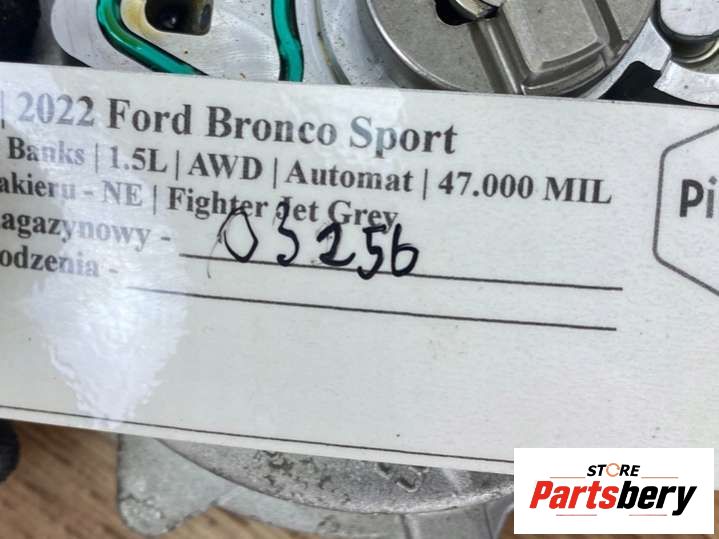 | 2022 Ford Bronco Sport
Banks | 1.5L | AWD | Automat | 47.000 MIL
akieru - NE | Fighter Jet Grey
agazynowy - 03256
odzenia -
Pi
STORE
Partsbery